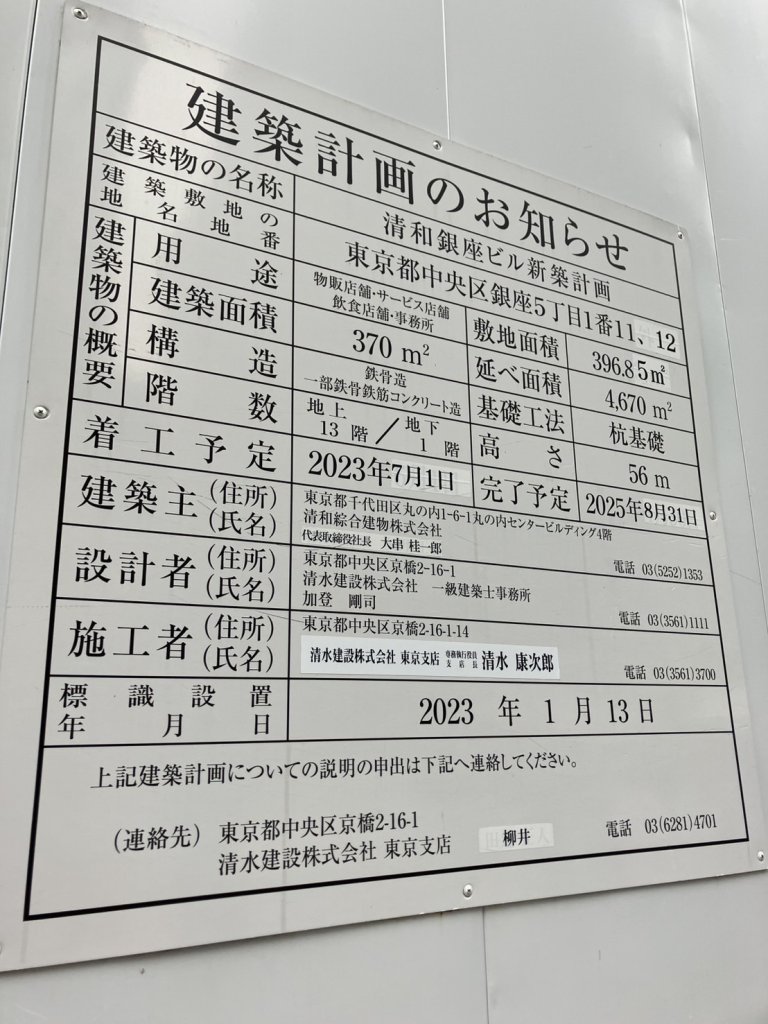 建築計画のお知らせ
建築物の名称 清和銀座ビル新築計画
建築敷地の地名地番 東京都中央区銀座5丁目1番11、12
建築物の概要
用途 物販店舗・サービス店舗 飲食店舗・事務所 敷地面積 396.85㎡
建築面積 370 m² 延べ面積 4,670 m²
構造 鉄骨造 一部鉄骨鉄筋コンクリート造 基礎工法 杭基礎
階数 地上13階/地下1階 高さ 56 m
着工予定 2023年7月1日 完了予定 2025年8月31日
建築主(住所) 東京都千代田区丸の内1-6-1丸の内センタービルディング4階
(氏名) 清和綜合建物株式会社
代表取締役社長 大串 桂一郎 電話 03(5252)1353
設計者(住所) 東京都中央区京橋2-16-1
(氏名) 清水建設株式会社 一級建築士事務所
加登 剛司 電話 03(3561)1111
施工者(住所) 東京都中央区京橋2-16-1-14
(氏名) 清水建設株式会社 東京支店 専務執行役員 支店長 清水 康次郎 電話 03(3561)3700
標識設置年月日 2023 年 1 月 13 日
上記建築計画についての説明の申出は下記へ連絡してください。
(連絡先) 東京都中央区京橋2-16-1
清水建設株式会社 東京支店 柳井 電話 03(6281)4701